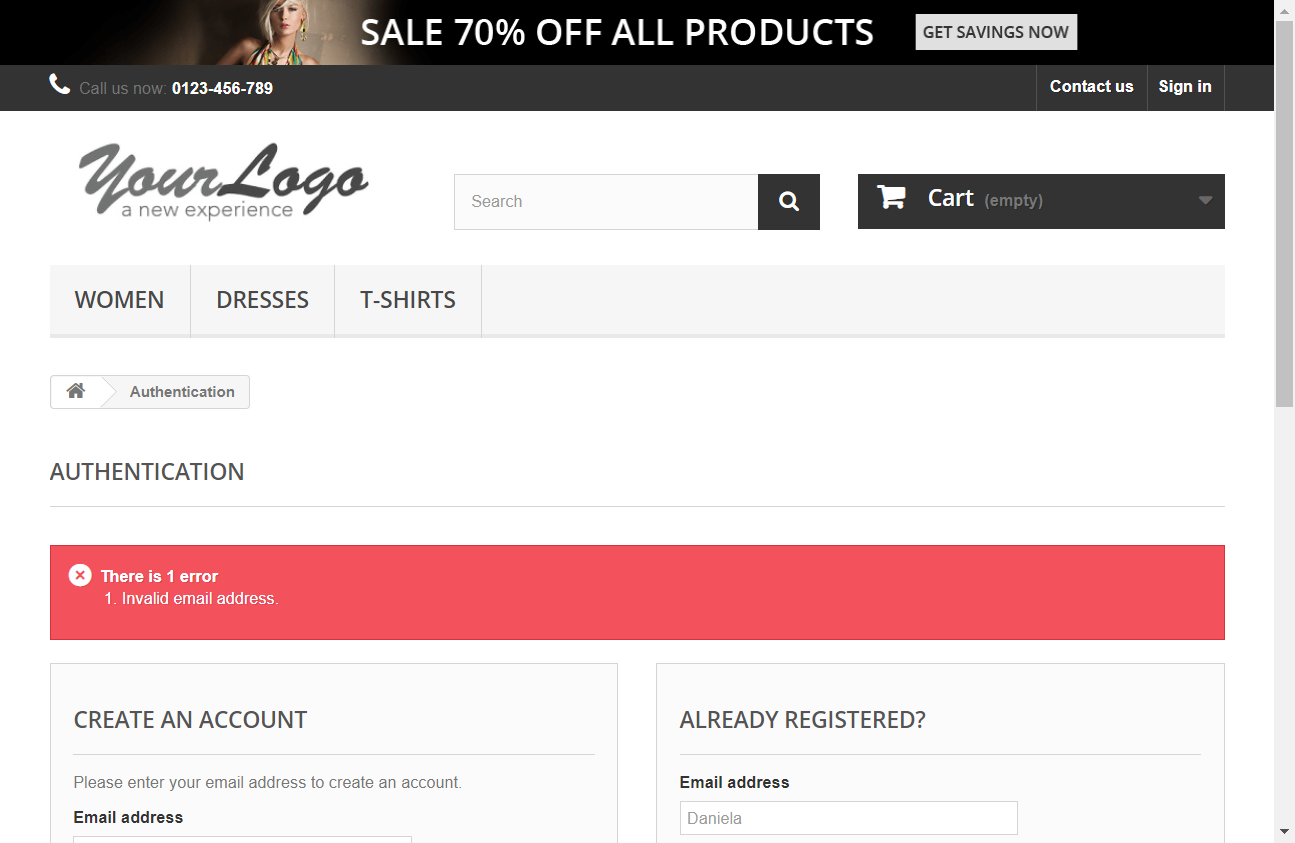 SALE 70% OFF ALL PRODUCTS
GET SAVINGS NOW
Call us now: 0123-456-789
Contact us
Sign in
Your Logo
a new experience
Search
Cart (empty)
WOMEN
DRESSES
T-SHIRTS
Authentication
AUTHENTICATION
There is 1 error
1. Invalid email address.
CREATE AN ACCOUNT
Please enter your email address to create an account.
Email address
ALREADY REGISTERED?
Email address
Daniela